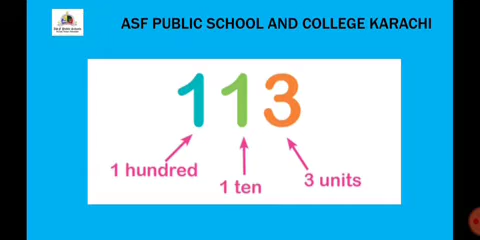 ASF PUBLIC SCHOOL AND COLLEGE KARACHI
113
1 hundred
1 ten
3 units